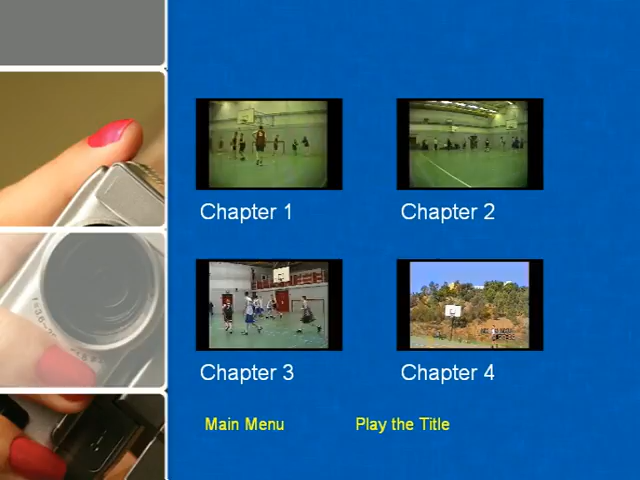 Chapter 1
Chapter 2
Chapter 3
Chapter 4
Main Menu
Play the Title